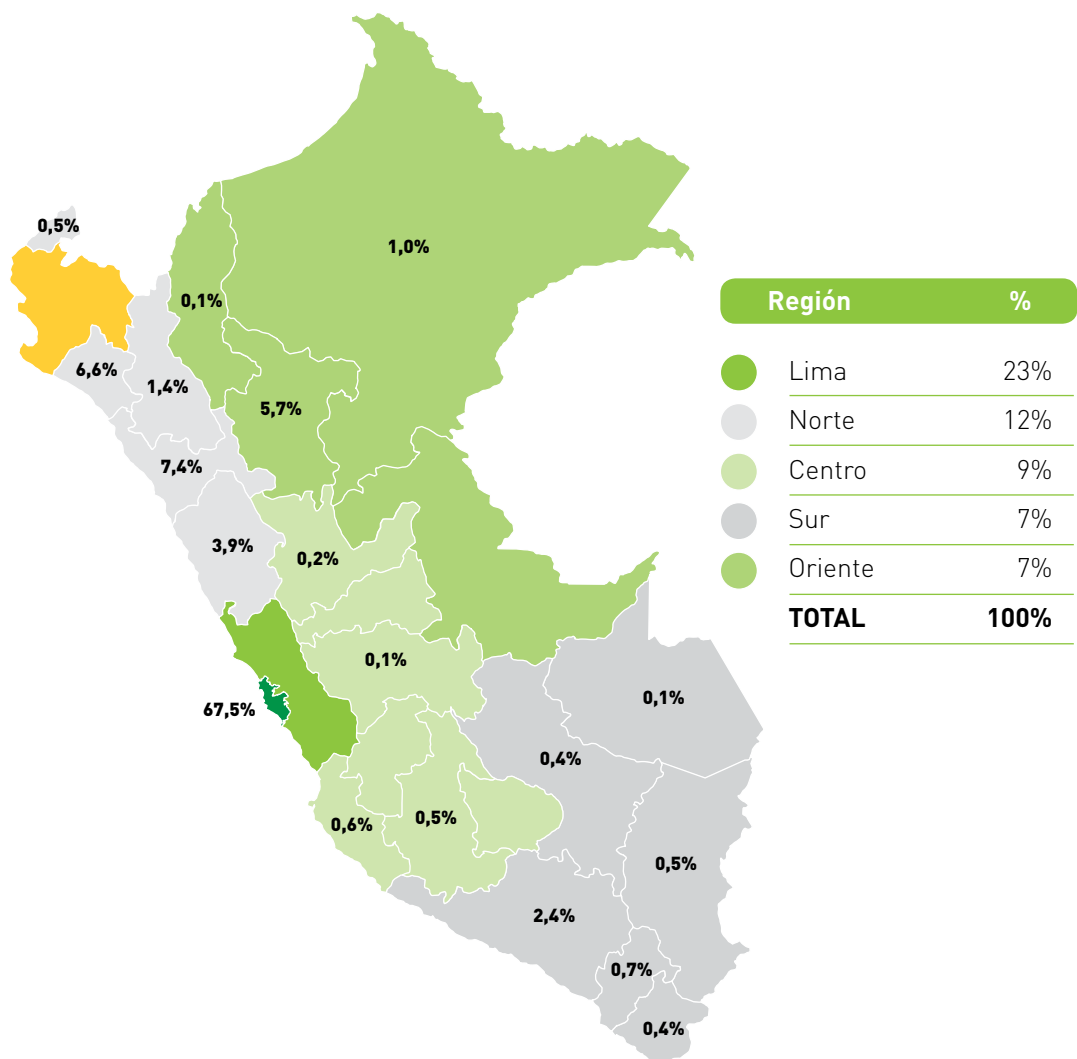 0,5%
1,0%
0,1%
6,6%
1,4%
5,7%
7,4%
3,9%
0,2%
0,1%
67,5%
0,1%
0,4%
0,6%
0,5%
0,5%
2,4%
0,7%
0,4%
Región %
Lima 23%
Norte 12%
Centro 9%
Sur 7%
Oriente 7%
TOTAL 100%